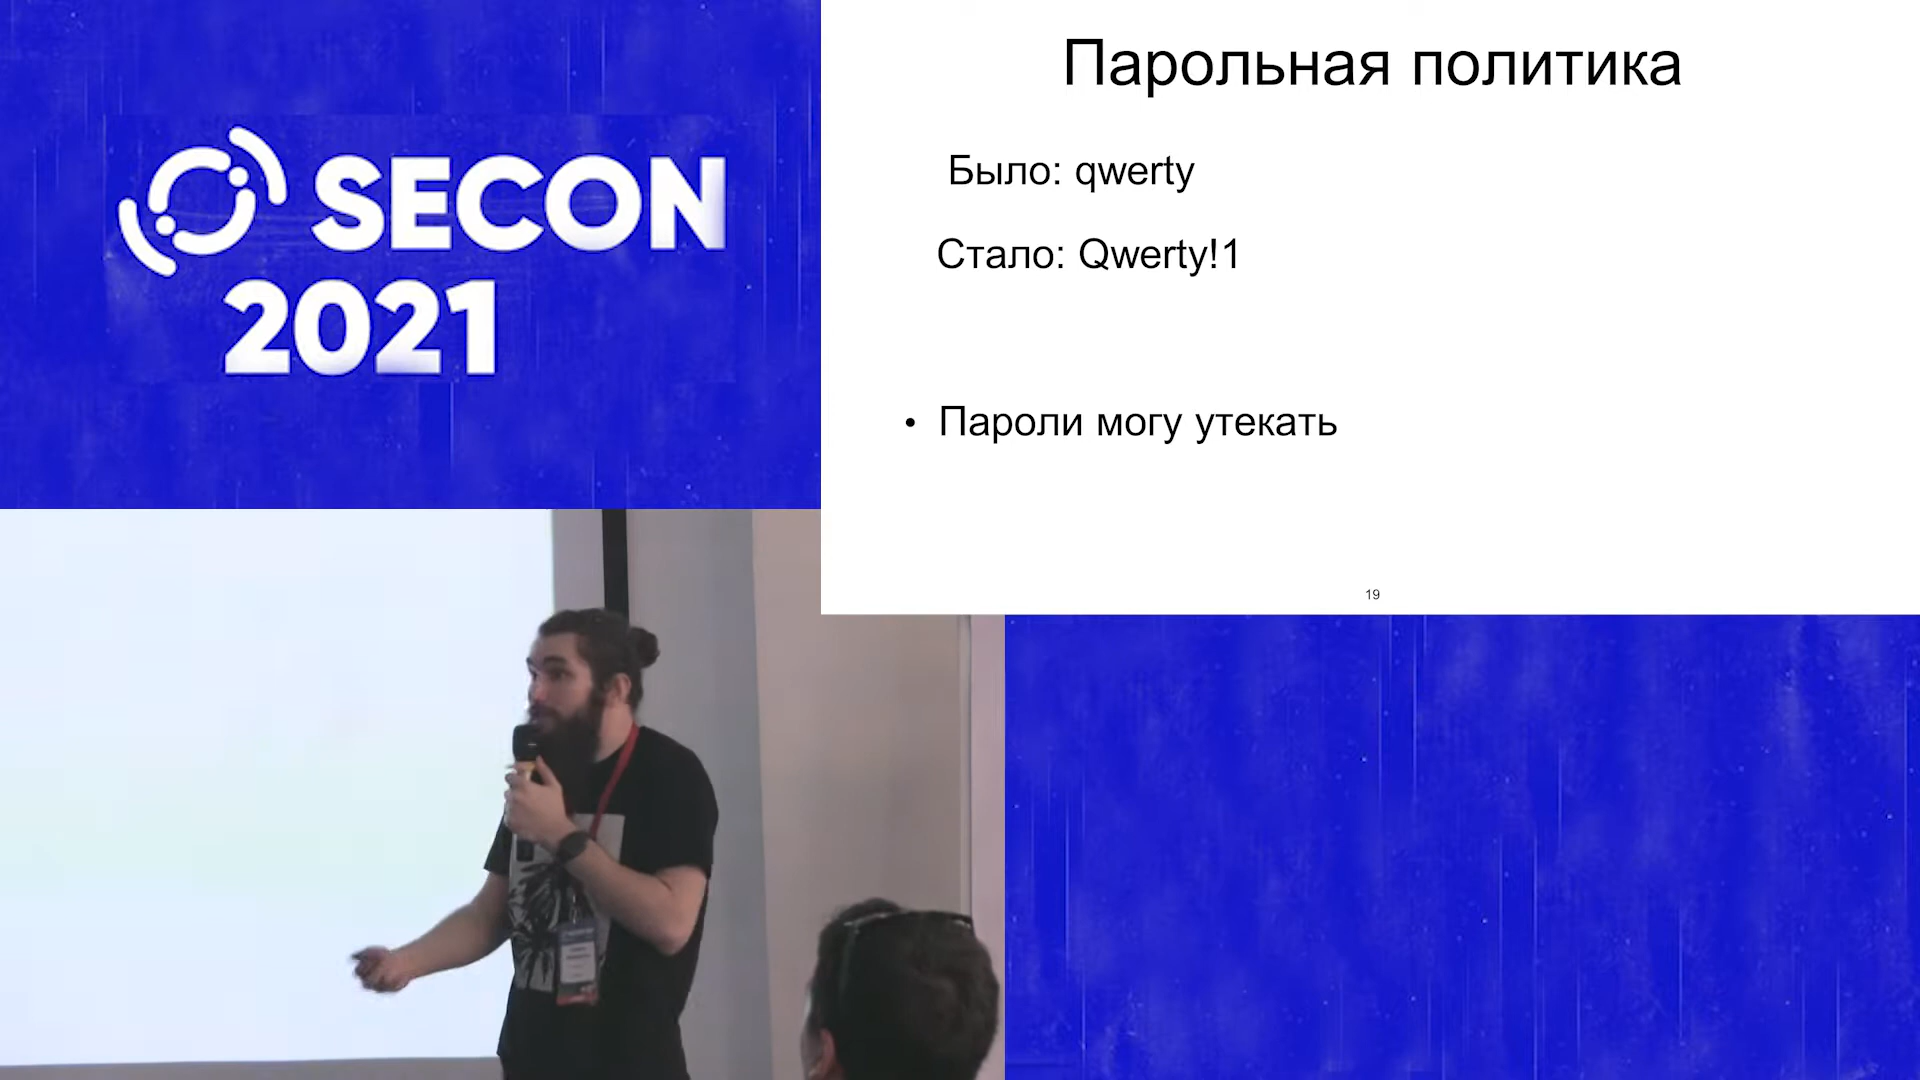 SECON
2021
Парольная политика
Было: qwerty
Стало: Qwerty!1
• Пароли могу утекать
19